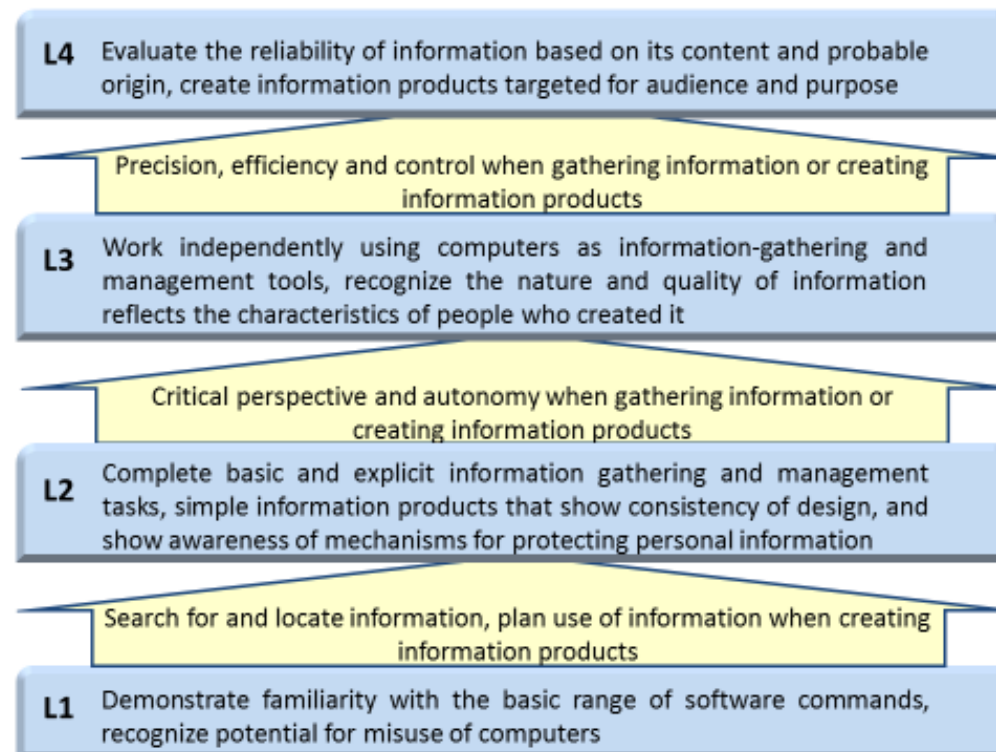 L4 Evaluate the reliability of information based on its content and probable
origin, create information products targeted for audience and purpose
Precision, efficiency and control when gathering information or creating
information products
L3 Work independently using computers as information-gathering and
management tools, recognize the nature and quality of information
reflects the characteristics of people who created it
Critical perspective and autonomy when gathering information or
creating information products
L2 Complete basic and explicit information gathering and management
tasks, simple information products that show consistency of design, and
show awareness of mechanisms for protecting personal information
Search for and locate information, plan use of information when creating
information products
L1 Demonstrate familiarity with the basic range of software commands,
recognize potential for misuse of computers